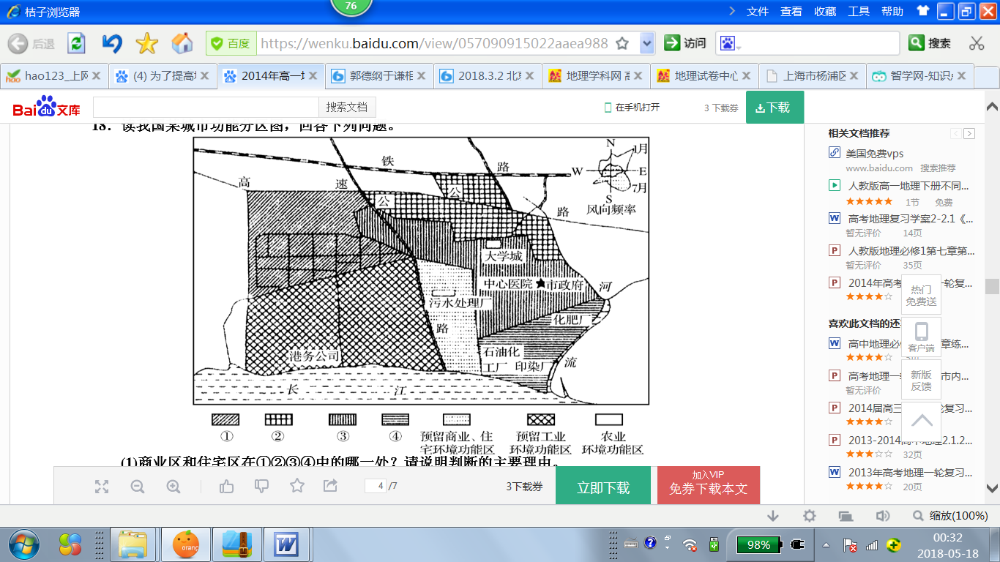 76
桔子浏览器
文件 查看 收藏 工具 帮助
后退
百度
https://wenku.baidu.com/view/057090915022aaea988
访问
搜索
hao123_上网
(4) 为了提高
2014年高一地
郭德纲于谦相
2018.3.2 北京
地理学科网 高
地理试卷中心
上海市杨浦区
智学网-知识点
Bai du 文库
搜索文档
在手机打开
3 下载券
下载
18. 读我国某城市功能分区图，回答下列问题。
铁 路
高 速
公
公
路
N
1月
W E
7月
S
风向频率
大学城
中心医院 ★市政府
河
污水处理厂
化肥厂
路
石油化
工厂 印染厂
流
港务公司
长 江
① ② ③ ④
预留商业、住
宅环境功能区
预留工业
环境功能区
农业
环境功能区
(1)商业区和住宅区在①②③④中的哪一处？请说明判断的主要理由。
4 /7
3下载券
立即下载
加入VIP
免券下载本文
相关文档推荐
美国免费vps
www.baidu.com 搜索推荐
人教版高一地理下册不同...
1节 免费
高考地理复习学案2-2.1《...
暂无评价 14页
人教版地理必修1第七章第...
暂无评价 35页
2014年高考
一轮复...
喜欢此文档的还
高中地理必
章练...
高考地理一
市内...
暂无评价
2014届高三
轮复习...
2013-2014高中地理2.1.2...
32页
2013年高考地理一轮复习...
20页
热门
免费送
客户端
新版
反馈
缩放(100%)
orang
W
98%
00:32
2018-05-18